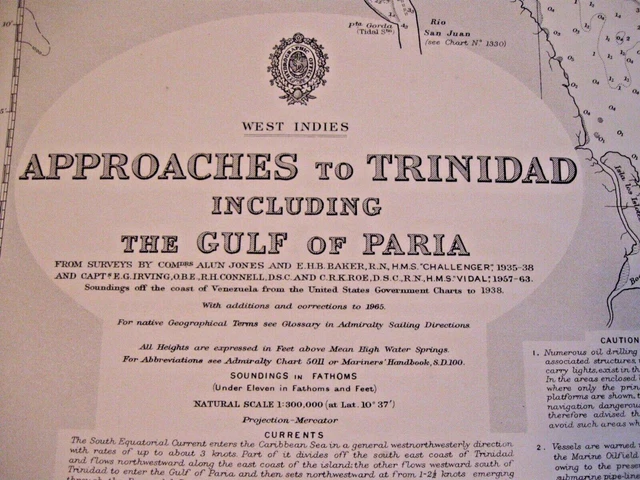 pta Gorda
(Tidal Stn)
Rio
San Juan
(see Chart No 1330)
WEST INDIES
APPROACHES TO TRINIDAD
INCLUDING
THE GULF OF PARIA
FROM SURVEYS BY COMDRS ALUN JONES AND E.H.B. BAKER, R.N., H.M.S. "CHALLENGER", 1935-38
AND CAPTS E.G. IRVING, O.B.E., R.H. CONNELL, D.S.C. AND C.R.K. ROE, D.S.C., R.N., H.M.S. "VIDAL", 1957-63.
Soundings off the coast of Venezuela from the United States Government Charts to 1938.
With additions and corrections to 1965.
For native Geographical Terms see Glossary in Admiralty Sailing Directions.
All Heights are expressed in Feet above Mean High Water Springs.
For Abbreviations see Admiralty Chart 5011 or Mariners' Handbook, S.D. 100.
SOUNDINGS IN FATHOMS
(Under Eleven in Fathoms and Feet)
NATURAL SCALE 1:300,000 (at Lat. 10° 37')
Projection-Mercator
CURRENTS
The South Equatorial Current enters the Caribbean Sea in a general westnorthwesterly direction
with rates of up to about 3 knots. Part of it divides off the south east coast of Trinidad
and flows northwestward along the east coast of the island: the other flows westward south of
Trinidad to enter the Gulf of Paria and then sets northwestward at from 1-2½ knots emerging
CAUTION
1. Numerous oil drilling
associated structures,
carry lights, exist in th
In the areas enclosed
where only the prin
platforms are shown, t
navigation dangerous
therefore advised th
avoid such areas wh
2. Vessels are warned
the Marine Oilfield
owing to the presen
submarine pipe-line